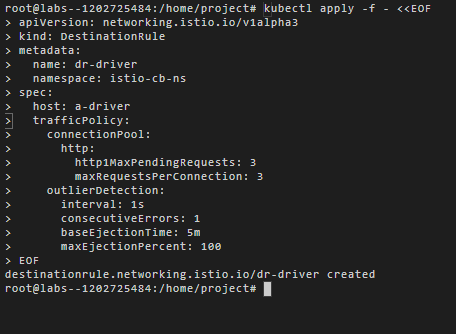 root@labs--1202725484:/home/project# kubectl apply -f - <<EOF
> apiVersion: networking.istio.io/v1alpha3
> kind: DestinationRule
> metadata:
>   name: dr-driver
>   namespace: istio-cb-ns
> spec:
>   host: a-driver
>   trafficPolicy:
>     connectionPool:
>       http:
>         http1MaxPendingRequests: 3
>         maxRequestsPerConnection: 3
>     outlierDetection:
>       interval: 1s
>       consecutiveErrors: 1
>       baseEjectionTime: 5m
>       maxEjectionPercent: 100
> EOF
destinationrule.networking.istio.io/dr-driver created
root@labs--1202725484:/home/project#